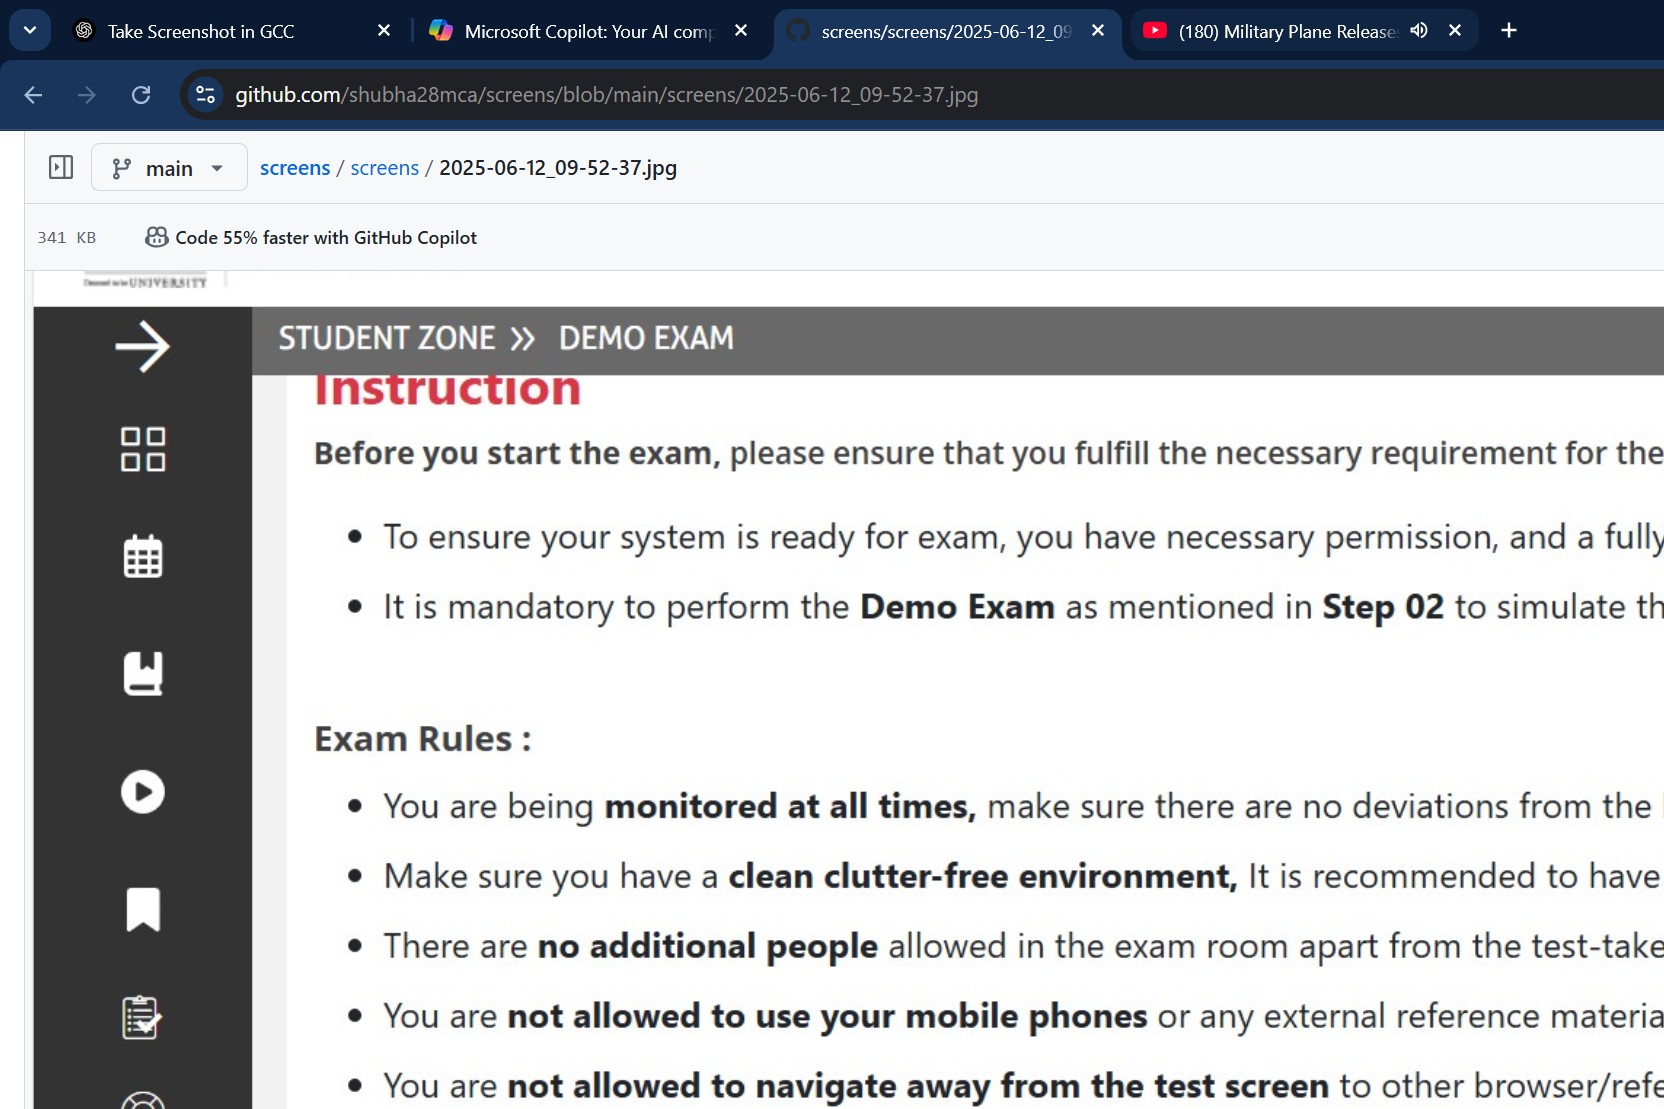 Take Screenshot in GCC
Microsoft Copilot: Your AI comp
screens/screens/2025-06-12_09
(180) Military Plane Release
github.com/shubha28mca/screens/blob/main/screens/2025-06-12_09-52-37.jpg
main
screens / screens / 2025-06-12_09-52-37.jpg
341 KB
Code 55% faster with GitHub Copilot
Deemed to be UNIVERSITY
STUDENT ZONE » DEMO EXAM
Instruction
Before you start the exam, please ensure that you fulfill the necessary requirement for the
• To ensure your system is ready for exam, you have necessary permission, and a fully
• It is mandatory to perform the Demo Exam as mentioned in Step 02 to simulate th
Exam Rules :
• You are being monitored at all times, make sure there are no deviations from the
• Make sure you have a clean clutter-free environment, It is recommended to have
• There are no additional people allowed in the exam room apart from the test-take
• You are not allowed to use your mobile phones or any external reference materia
• You are not allowed to navigate away from the test screen to other browser/refe